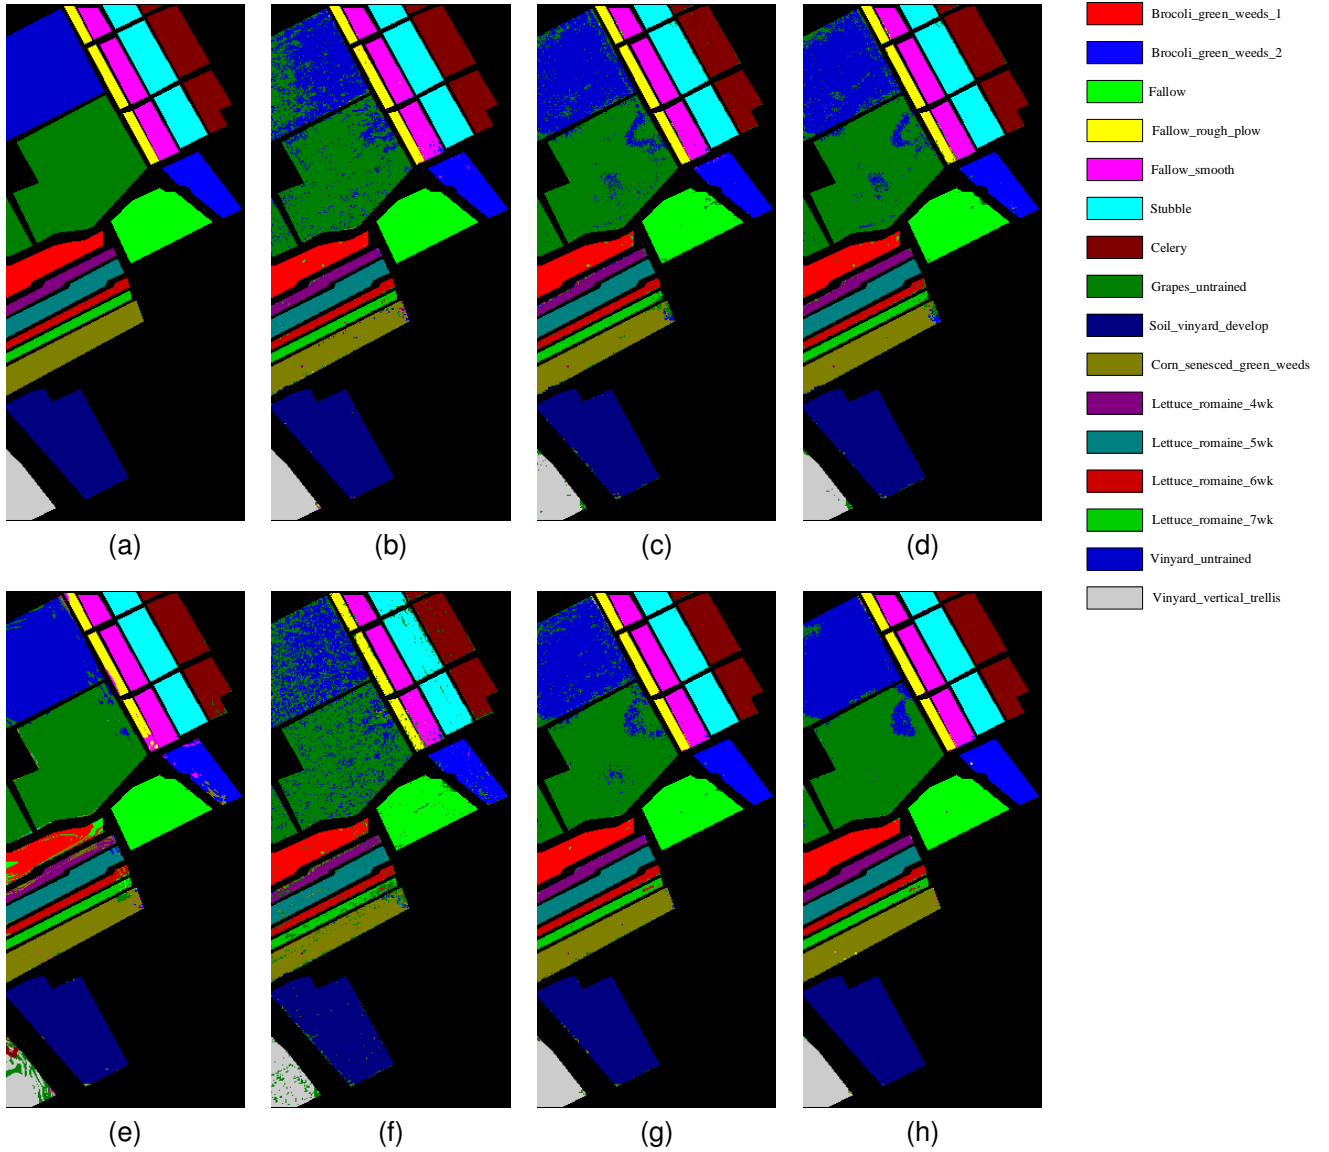 Brocoli_green_weeds_1
Brocoli_green_weeds_2
Fallow
Fallow_rough_plow
Fallow_smooth
Stubble
Celery
Grapes_untrained
Soil_vinyard_develop
Corn_senesced_green_weeds
Lettuce_romaine_4wk
Lettuce_romaine_5wk
Lettuce_romaine_6wk
Lettuce_romaine_7wk
Vinyard_untrained
Vinyard_vertical_trellis
(a) (b) (c) (d)
(e) (f) (g) (h)